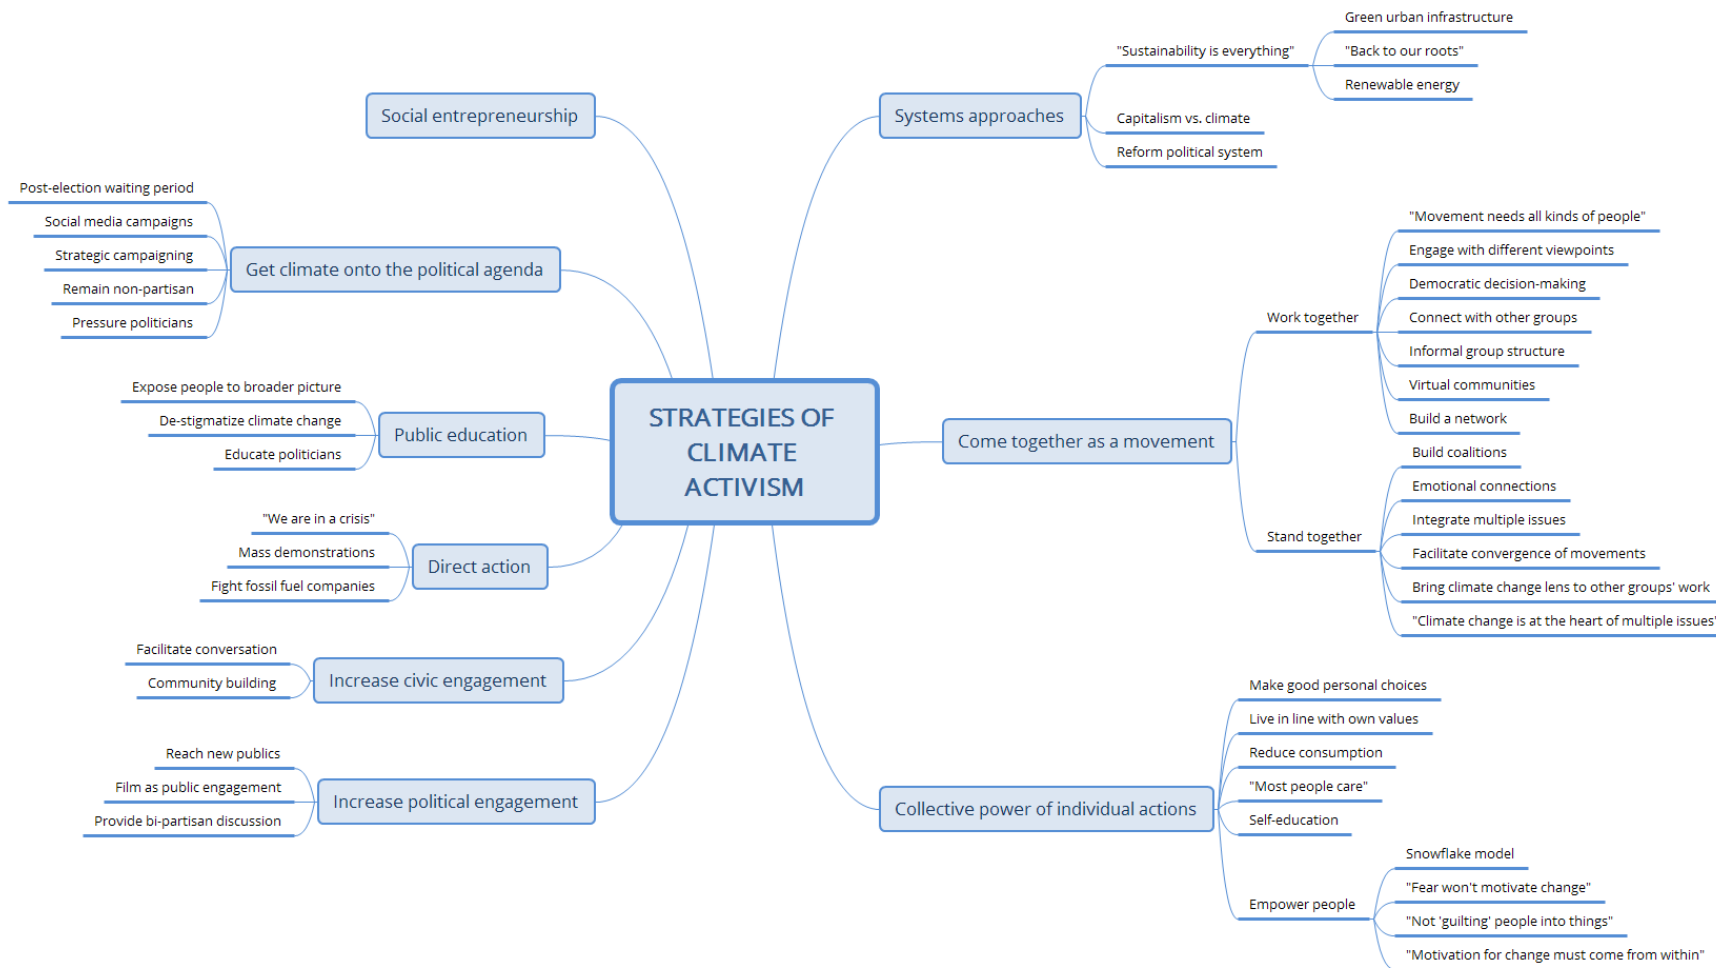 STRATEGIES OF
CLIMATE
ACTIVISM
Systems approaches
"Sustainability is everything"
Green urban infrastructure
"Back to our roots"
Renewable energy
Capitalism vs. climate
Reform political system
Come together as a movement
Work together
"Movement needs all kinds of people"
Engage with different viewpoints
Democratic decision-making
Connect with other groups
Informal group structure
Virtual communities
Build a network
Stand together
Build coalitions
Emotional connections
Integrate multiple issues
Facilitate convergence of movements
Bring climate change lens to other groups' work
"Climate change is at the heart of multiple issues"
Collective power of individual actions
Make good personal choices
Live in line with own values
Reduce consumption
"Most people care"
Self-education
Empower people
Snowflake model
"Fear won't motivate change"
"Not 'guilting' people into things"
"Motivation for change must come from within"
Social entrepreneurship
Get climate onto the political agenda
Post-election waiting period
Social media campaigns
Strategic campaigning
Remain non-partisan
Pressure politicians
Public education
Expose people to broader picture
De-stigmatize climate change
Educate politicians
Direct action
"We are in a crisis"
Mass demonstrations
Fight fossil fuel companies
Increase civic engagement
Facilitate conversation
Community building
Increase political engagement
Reach new publics
Film as public engagement
Provide bi-partisan discussion